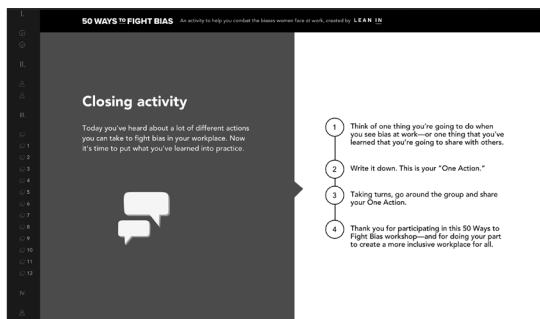 I.
50 WAYS TO FIGHT BIAS An activity to help you combat the biases women face at work, created by LEAN IN
II.
III.
1
2
3
4
5
6
7
8
9
10
11
12
IV.
Closing activity
Today you've heard about a lot of different actions
you can take to fight bias in your workplace. Now
it's time to put what you've learned into practice.
1 Think of one thing you're going to do when
you see bias at work—or one thing that you've
learned that you're going to share with others.
2 Write it down. This is your "One Action."
3 Taking turns, go around the group and share
your One Action.
4 Thank you for participating in this 50 Ways to
Fight Bias workshop—and for doing your part
to create a more inclusive workplace for all.